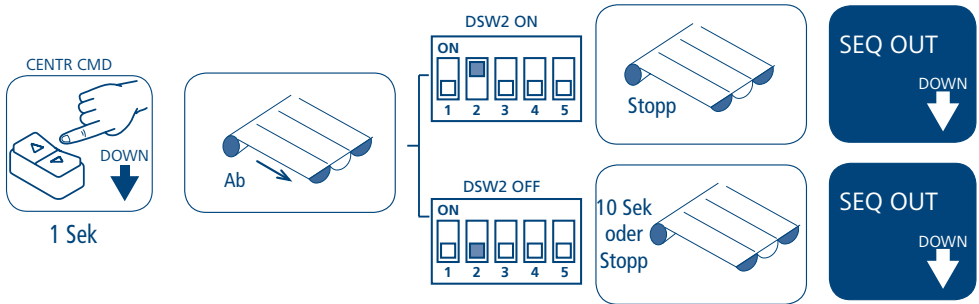 CENTR CMD
DOWN
1 Sek
Ab
DSW2 ON
ON
1 2 3 4 5
Stopp
SEQ OUT
DOWN
DSW2 OFF
ON
1 2 3 4 5
10 Sek
oder
Stopp
SEQ OUT
DOWN